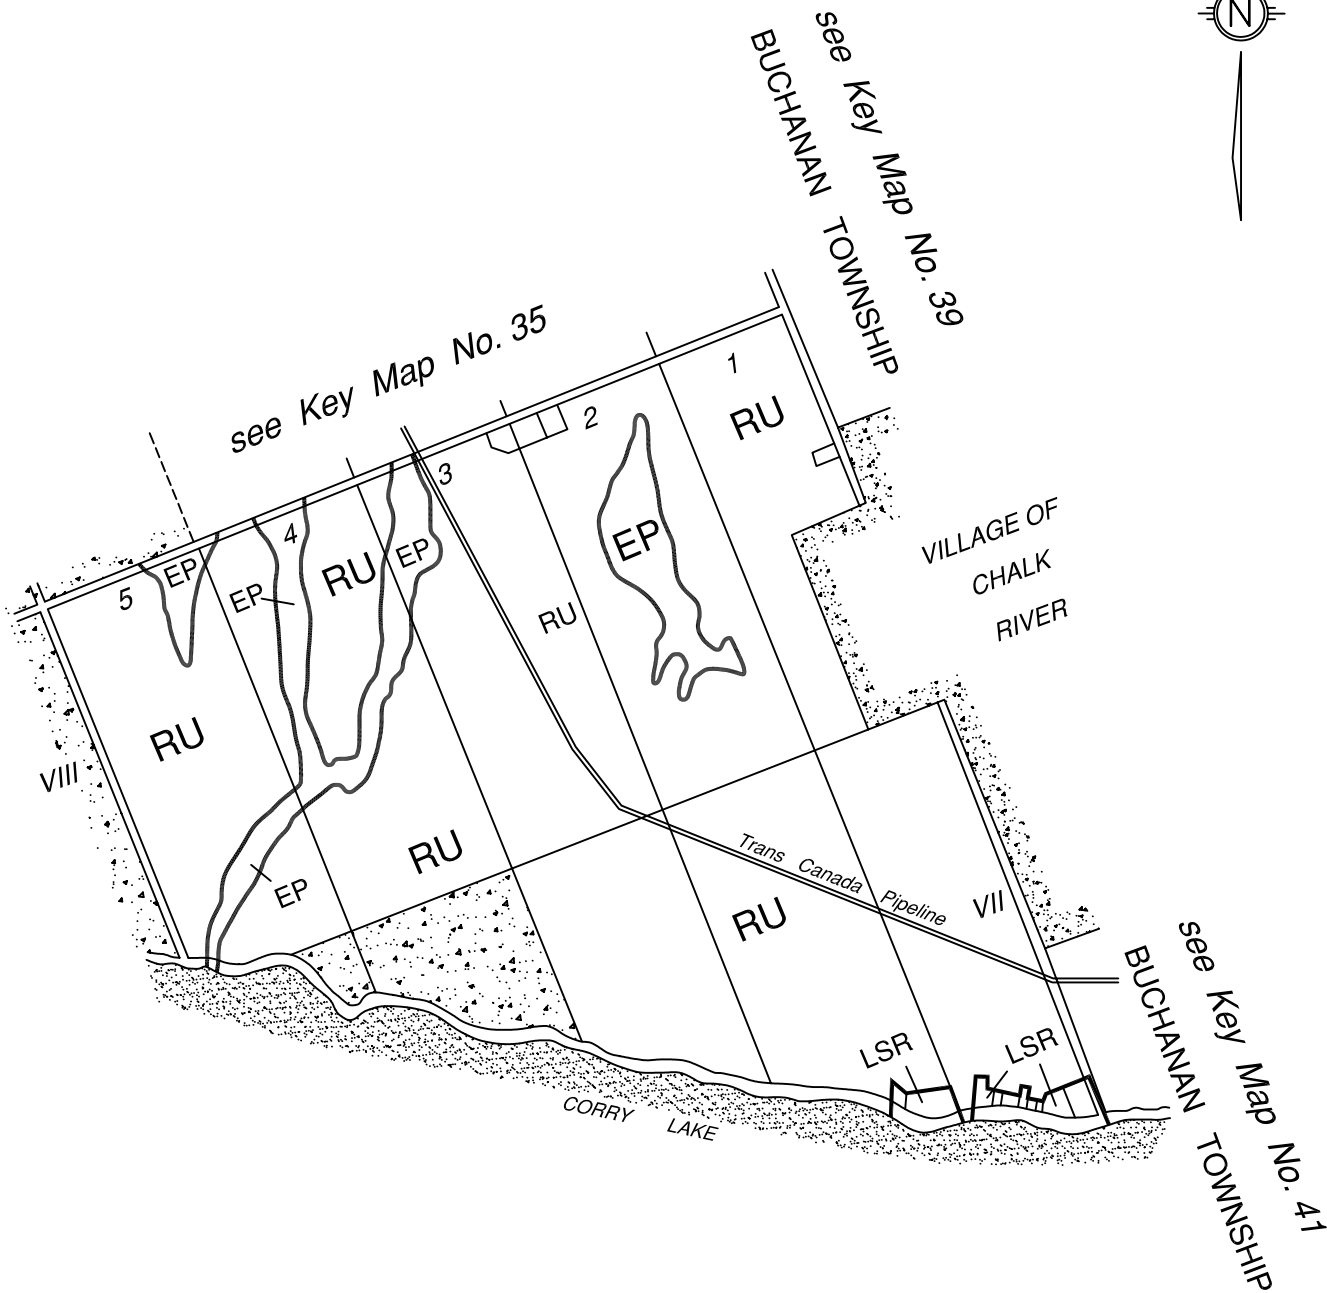 N
see Key Map No. 39
BUCHANAN TOWNSHIP
see Key Map No. 35
1
RU
2
3
4
5
EP
EP
RU
EP
EP
RU
VILLAGE OF
CHALK
RIVER
RU
VIII
RU
EP
Trans Canada Pipeline
RU
VII
LSR
LSR
CORRY LAKE
see Key Map No. 41
BUCHANAN TOWNSHIP